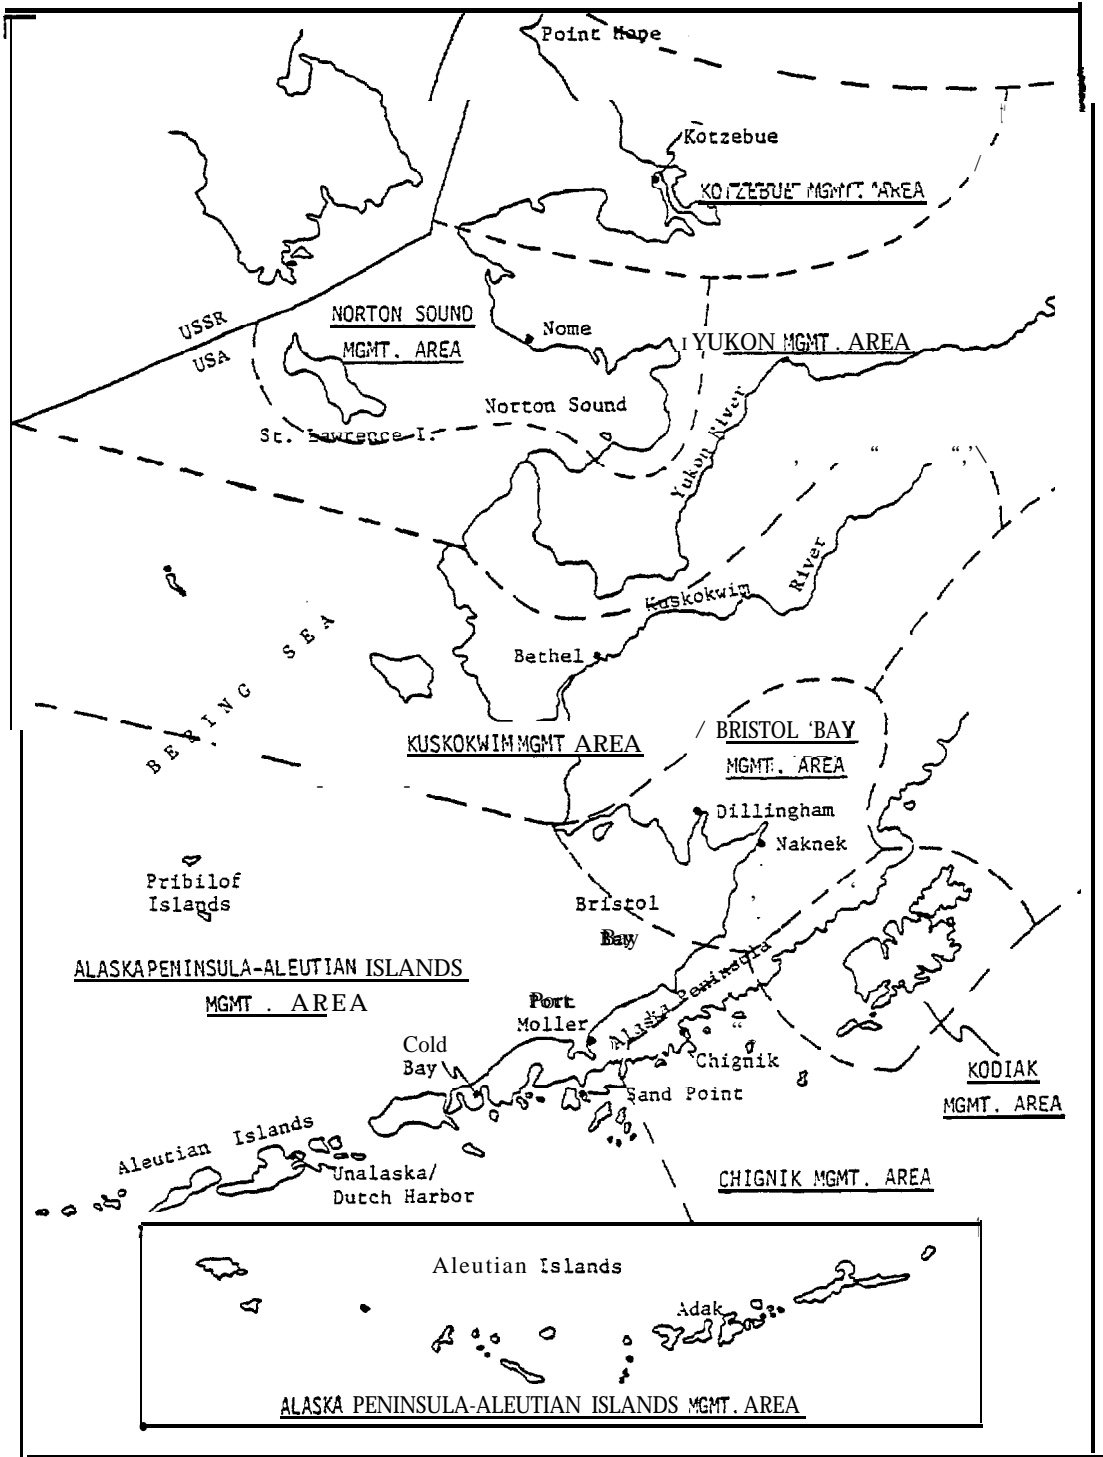 Point Hope
Kotzebue
KOTZEBUE MGMT. AREA
USSR
USA
NORTON SOUND
MGMT. AREA
Nome
I YUKON MGMT. AREA
Norton Sound
St. Lawrence I.
Yukon River
Kuskokwim River
BERING SEA
Bethel
KUSKOKWIM MGMT AREA
/ BRISTOL ‘BAY
MGMT. AREA
Dillingham
Naknek
Pribilof
Islands
Bristol
Bay
ALASKA PENINSULA-ALEUTIAN ISLANDS
MGMT . AREA
Alaska Peninsula
Port
Moller
Cold
Bay
Chignik
Sand Point
KODIAK
MGMT. AREA
Aleutian Islands
Unalaska/
Dutch Harbor
CHIGNIK MGMT. AREA
Aleutian Islands
Adak
ALASKA PENINSULA-ALEUTIAN ISLANDS MGMT. AREA